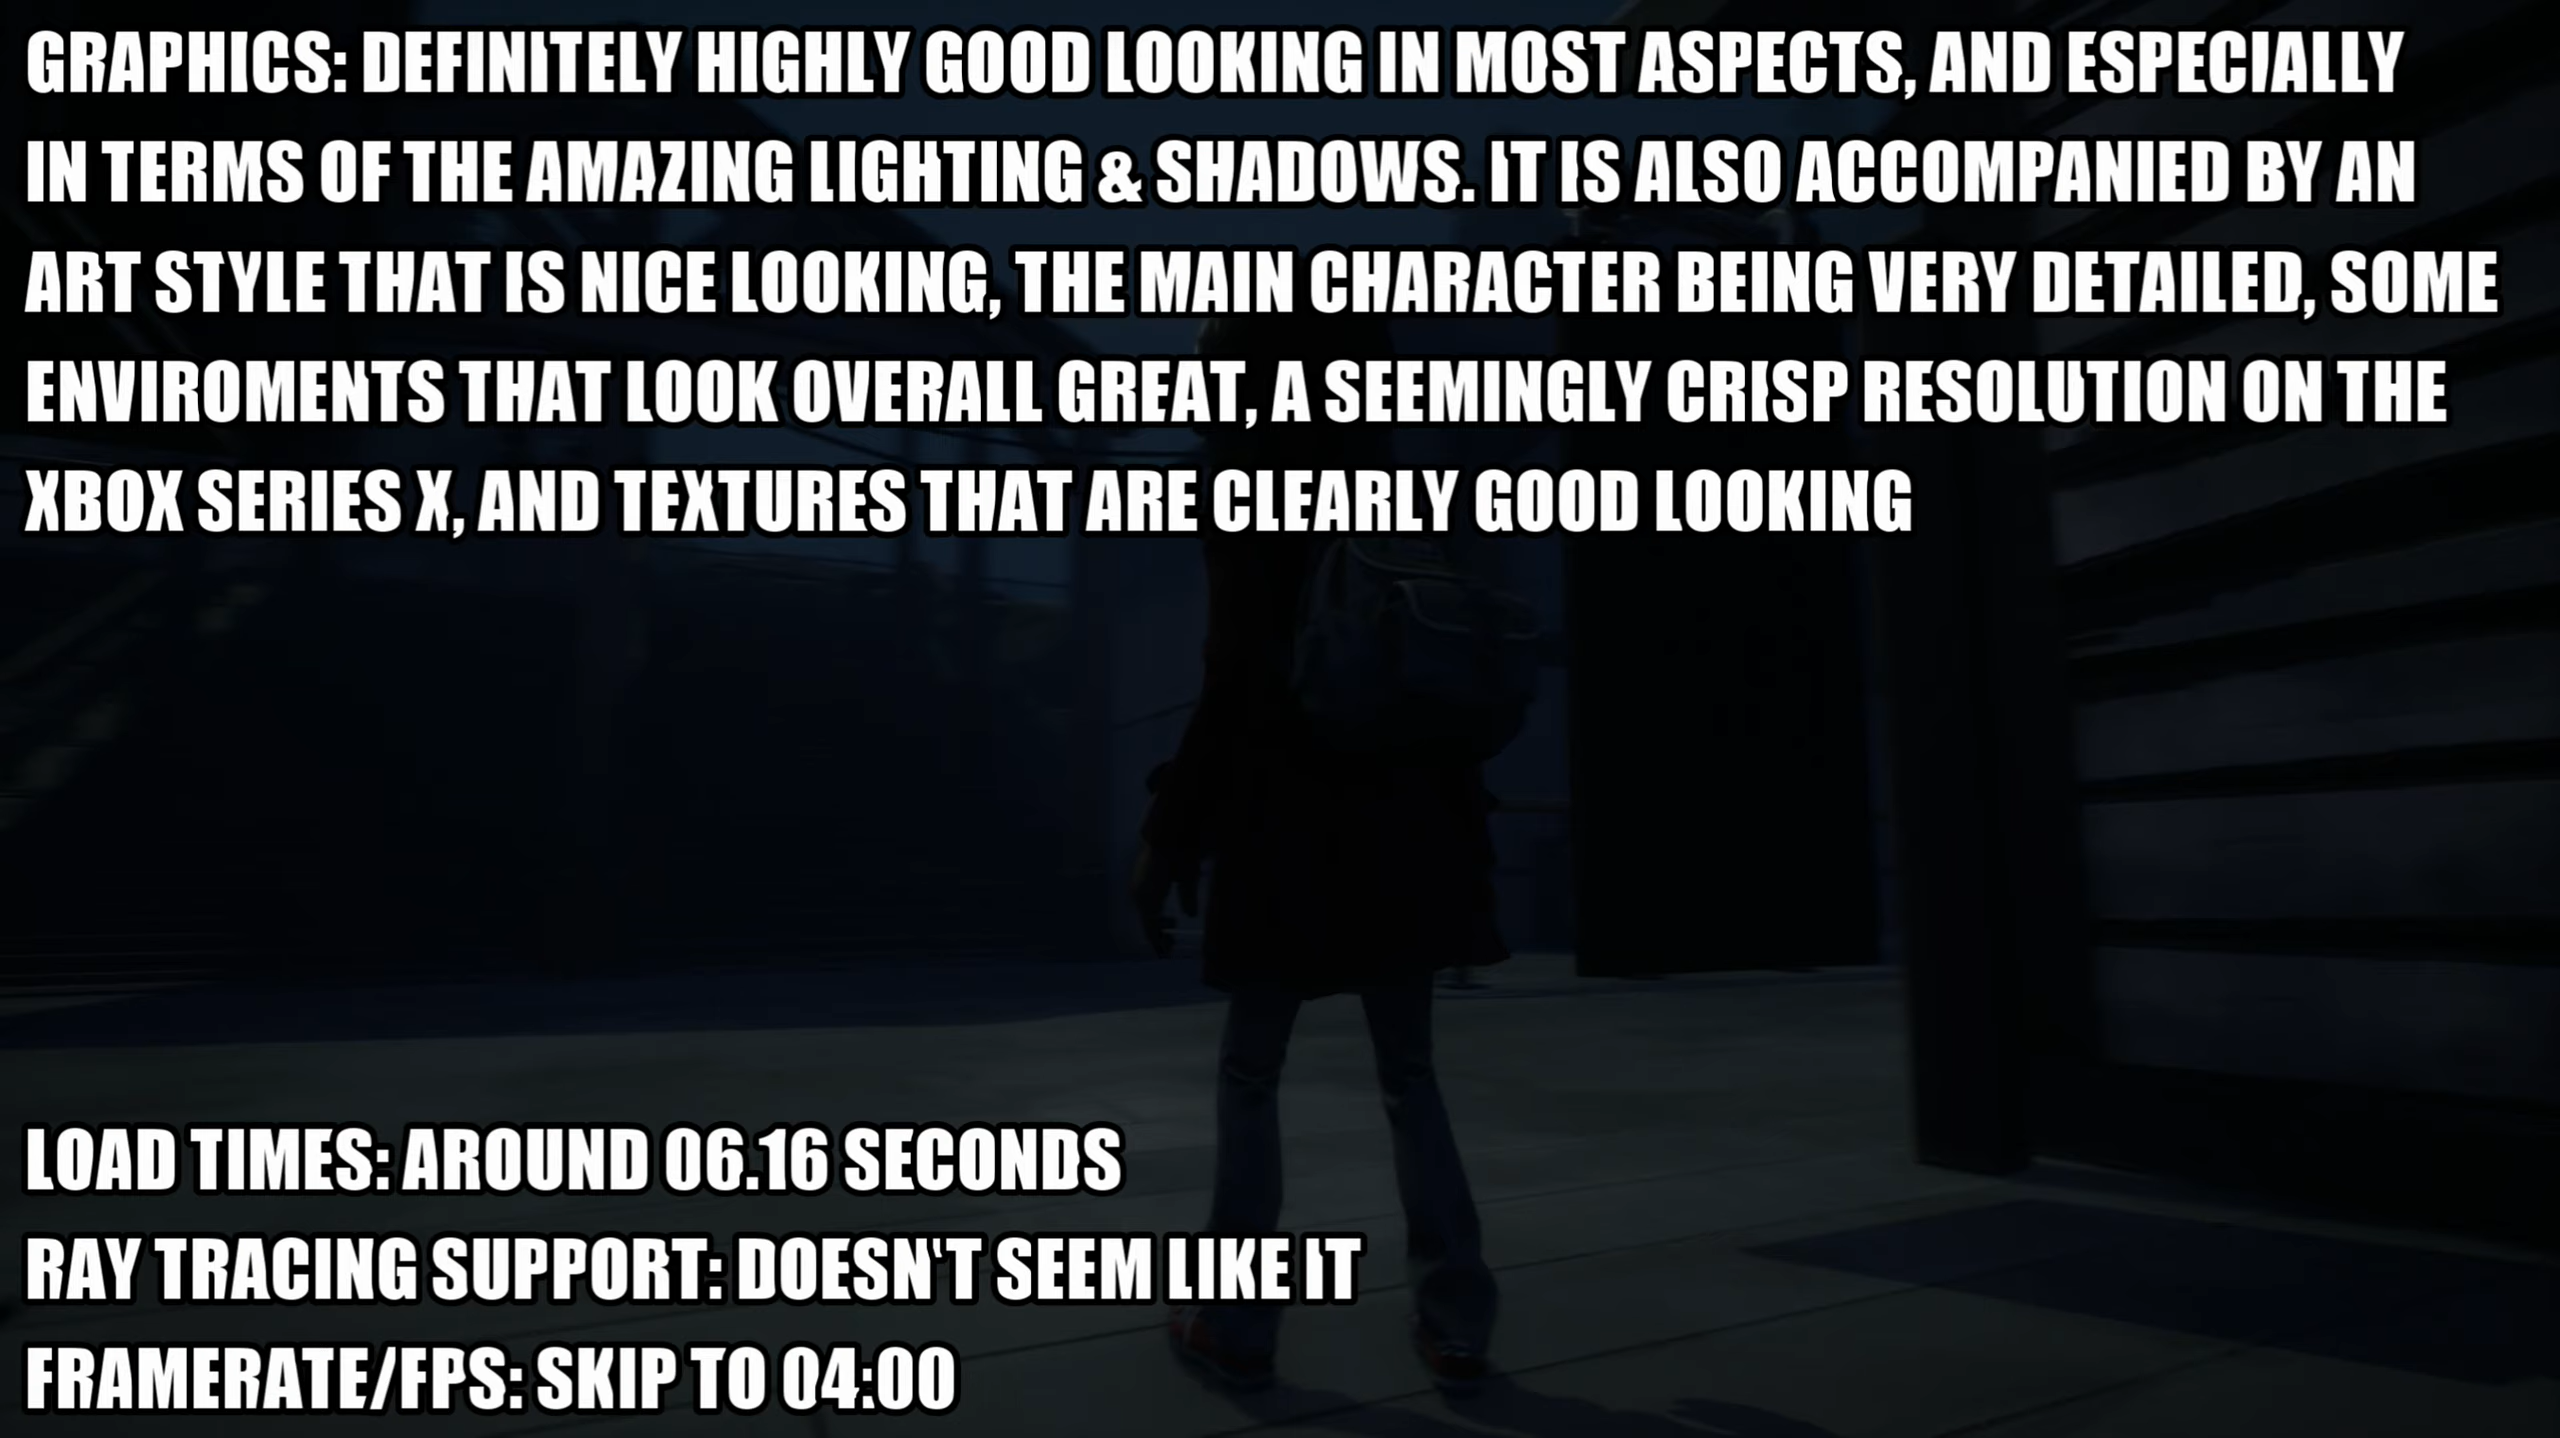 GRAPHICS: DEFINITELY HIGHLY GOOD LOOKING IN MOST ASPECTS, AND ESPECIALLY
IN TERMS OF THE AMAZING LIGHTING & SHADOWS. IT IS ALSO ACCOMPANIED BY AN
ART STYLE THAT IS NICE LOOKING, THE MAIN CHARACTER BEING VERY DETAILED, SOME
ENVIROMENTS THAT LOOK OVERALL GREAT, A SEEMINGLY CRISP RESOLUTION ON THE
XBOX SERIES X, AND TEXTURES THAT ARE CLEARLY GOOD LOOKING
LOAD TIMES: AROUND 06.16 SECONDS
RAY TRACING SUPPORT: DOESN'T SEEM LIKE IT
FRAMERATE/FPS: SKIP TO 04:00